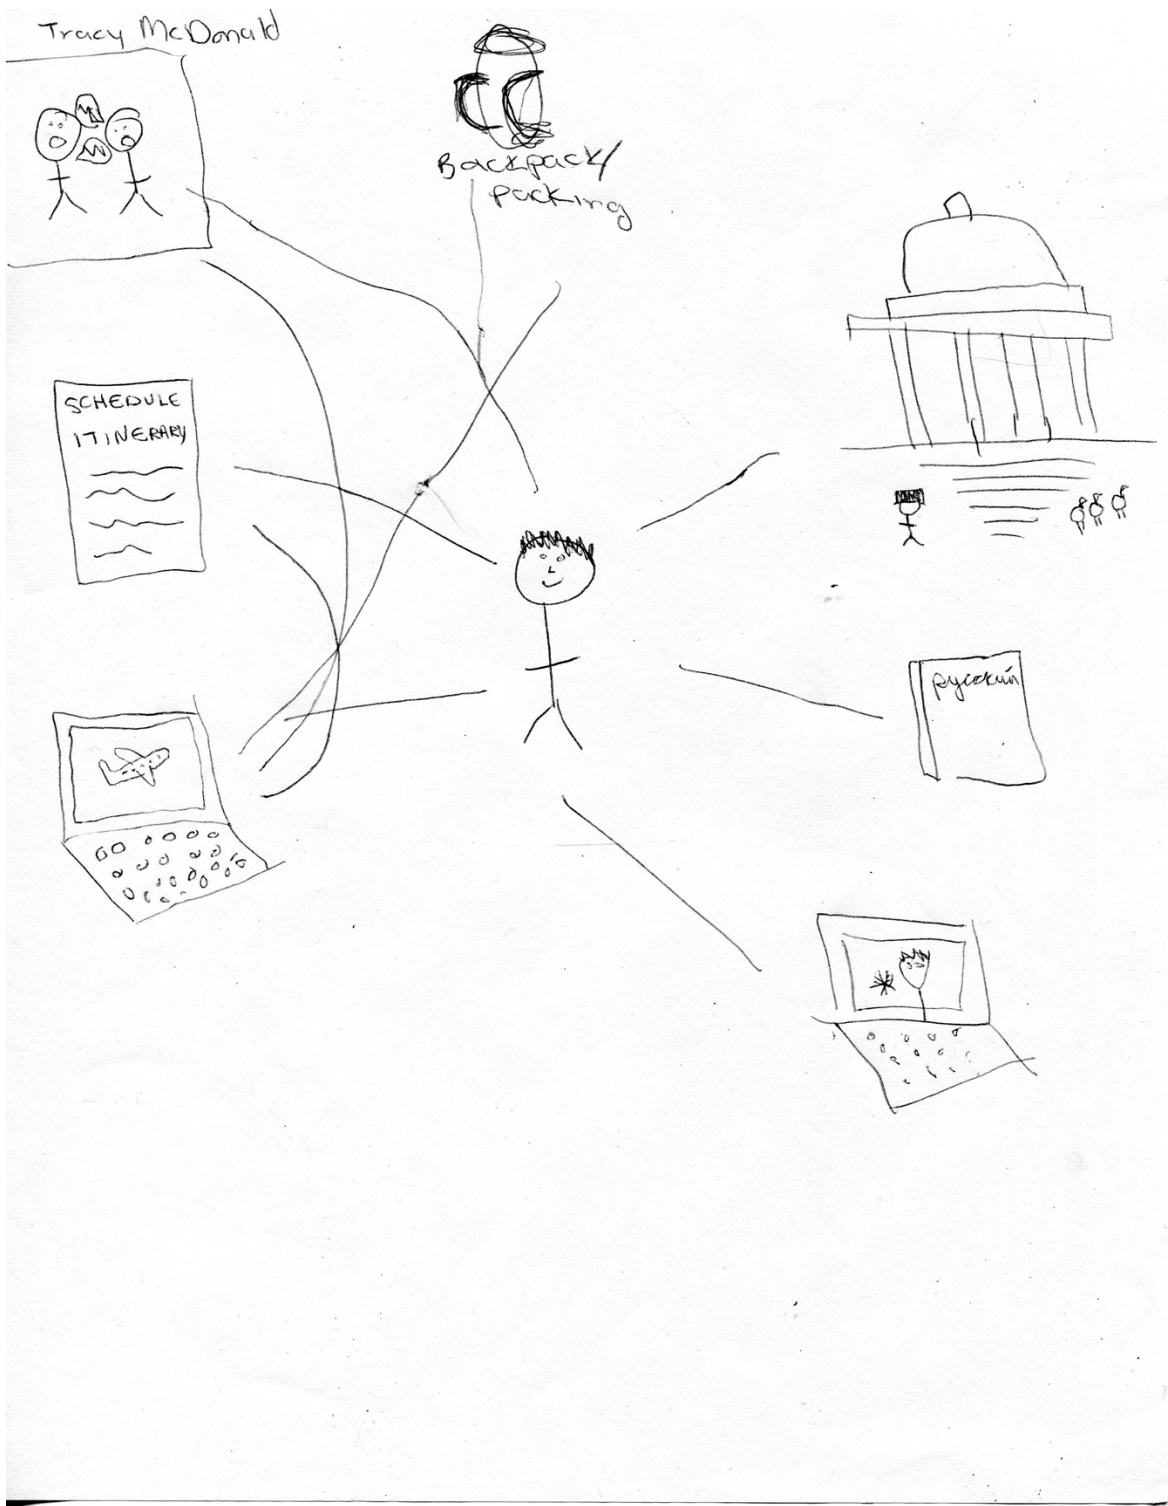 Tracy McDonald
Backpack/
packing
SCHEDULE
ITINERARY
русский